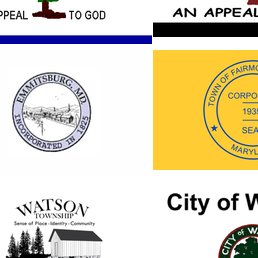 PPEAL TO GOD
AN APPEAL
EMMITSBURG, MD.
INCORPORATED IN 1825
TOWN OF FAIRMO
CORPO
193
SEA
MARYL
WATSON
TOWNSHIP
Sense of Place·Identity·Community
City of W
CITY OF WA